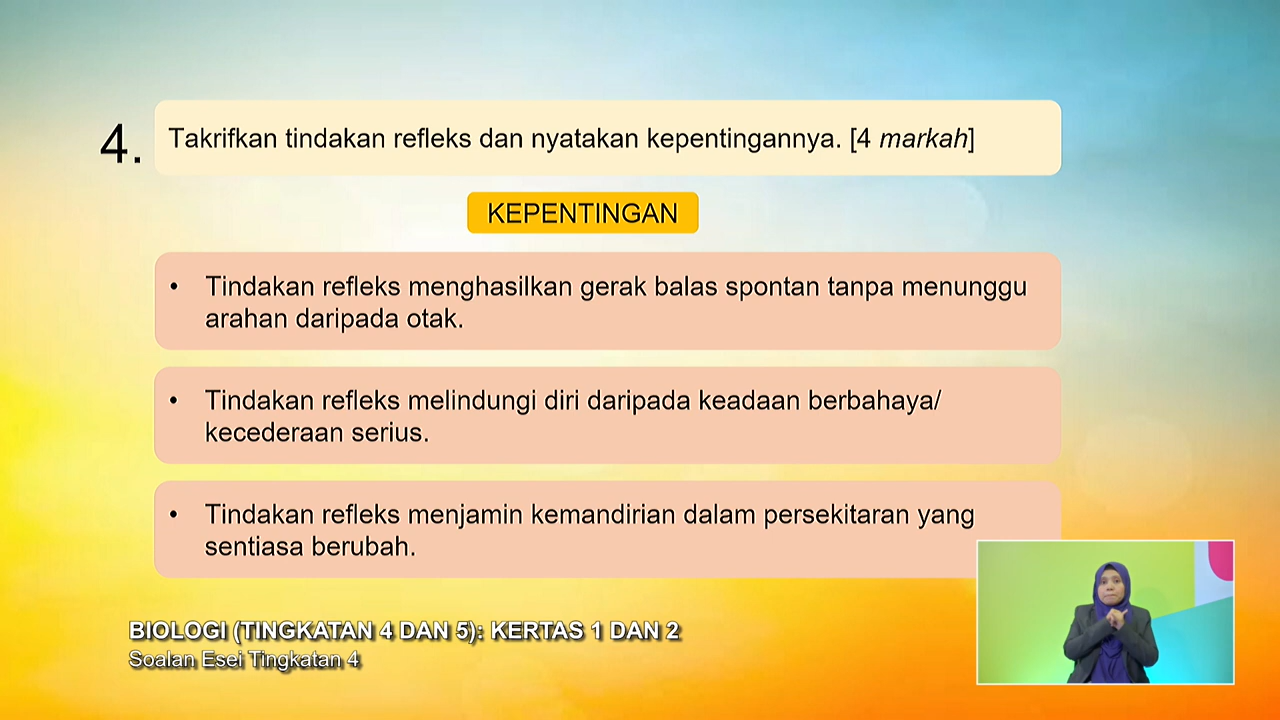 4. Takrifkan tindakan refleks dan nyatakan kepentingannya. [4 markah]
KEPENTINGAN
• Tindakan refleks menghasilkan gerak balas spontan tanpa menunggu
arahan daripada otak.
• Tindakan refleks melindungi diri daripada keadaan berbahaya/
kecederaan serius.
• Tindakan refleks menjamin kemandirian dalam persekitaran yang
sentiasa berubah.
BIOLOGI (TINGKATAN 4 DAN 5): KERTAS 1 DAN 2
Soalan Esei Tingkatan 4